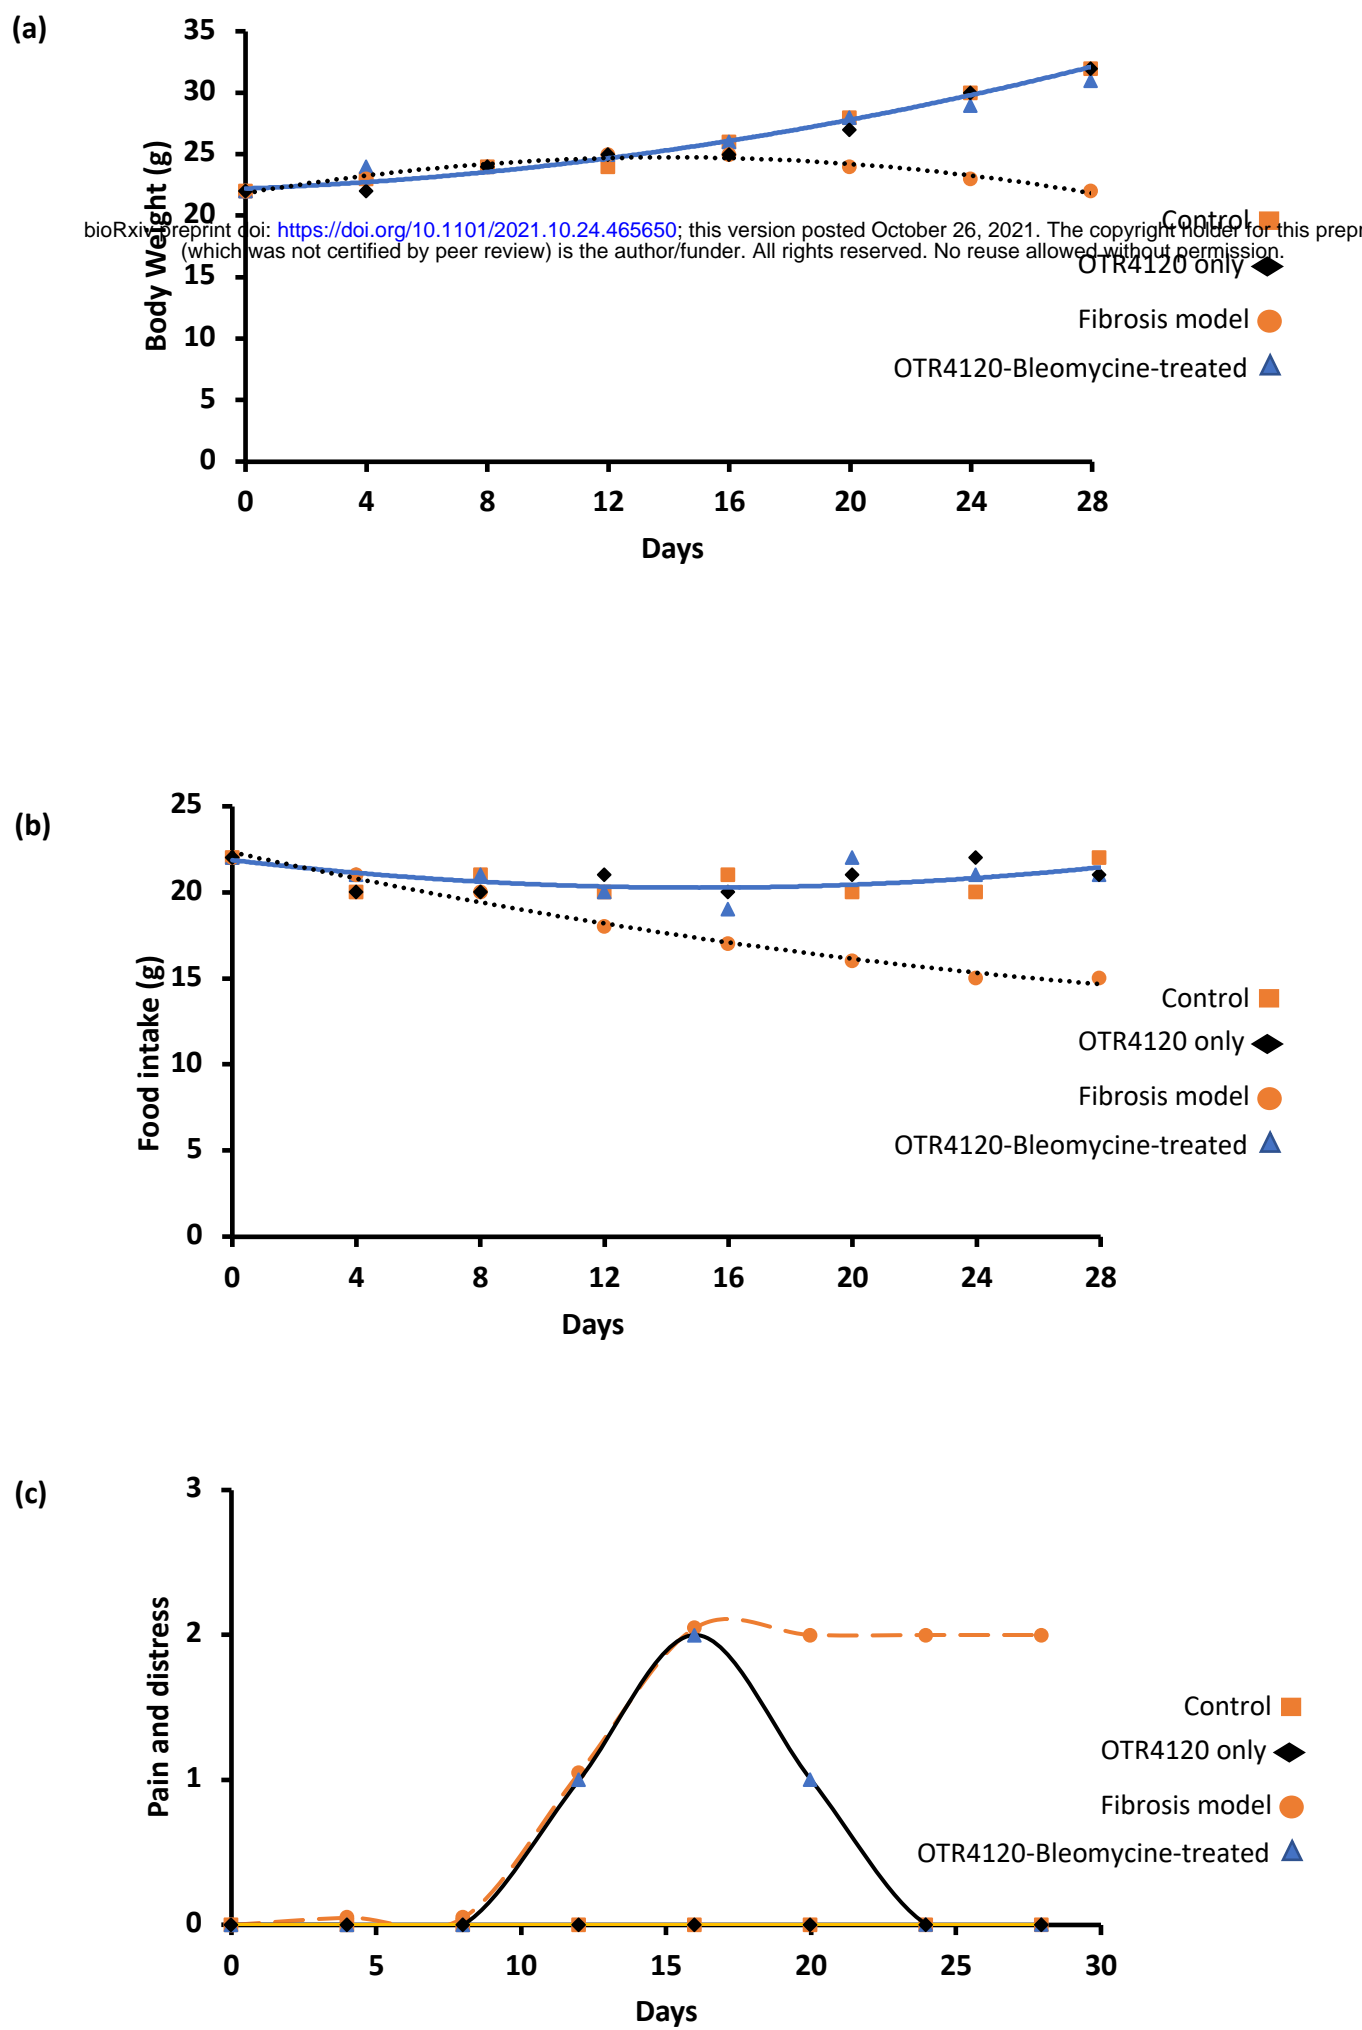 (a)
35
30
25
20
15
10
5
0
Body Weight (g)
bioRxiv preprint doi: https://doi.org/10.1101/2021.10.24.465650; this version posted October 26, 2021. The copyright holder for this prepr
(which was not certified by peer review) is the author/funder. All rights reserved. No reuse allowed without permission.
Control
OTR4120 only
Fibrosis model
OTR4120-Bleomycine-treated
0 4 8 12 16 20 24 28
Days
(b)
25
20
15
10
5
0
Food intake (g)
Control
OTR4120 only
Fibrosis model
OTR4120-Bleomycine-treated
0 4 8 12 16 20 24 28
Days
(c)
3
2
1
0
Pain and distress
Control
OTR4120 only
Fibrosis model
OTR4120-Bleomycine-treated
0 5 10 15 20 25 30
Days